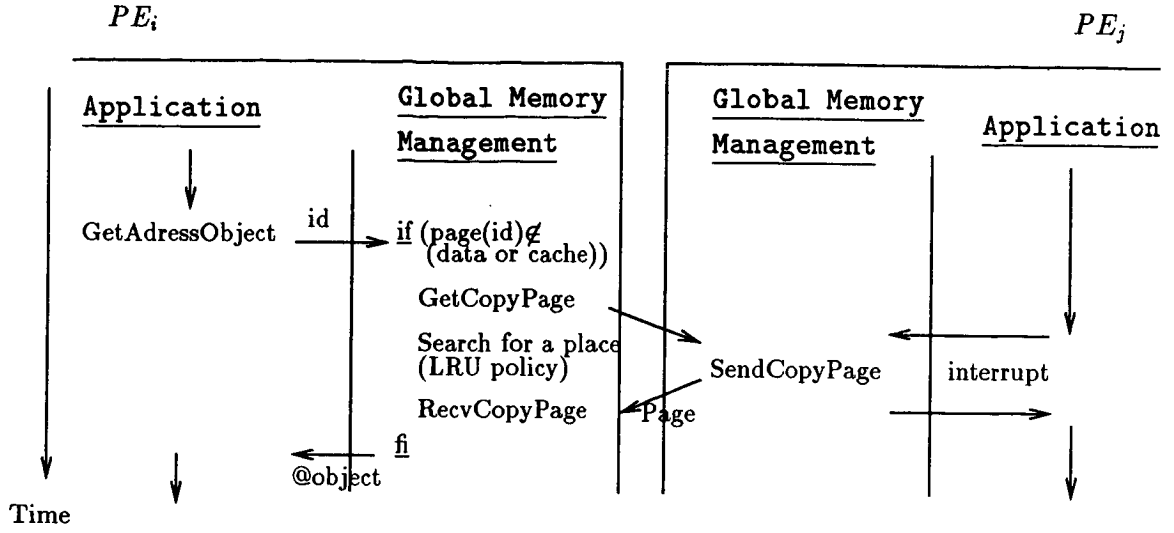 PE_i
PE_j
Application
Global Memory
Management
Global Memory
Management
Application
GetAdressObject
id
if (page(id)∉
(data or cache))
GetCopyPage
Search for a place
(LRU policy)
SendCopyPage
interrupt
RecvCopyPage
Page
fi
@object
Time